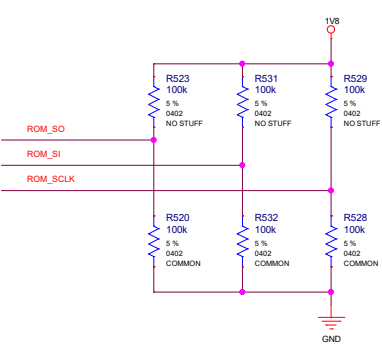 1V8
R523
100k
5 %
0402
NO STUFF
R531
100k
5 %
0402
NO STUFF
R529
100k
5 %
0402
NO STUFF
ROM_SO
ROM_SI
ROM_SCLK
R520
100k
5 %
0402
COMMON
R532
100k
5 %
0402
COMMON
R528
100k
5 %
0402
COMMON
GND